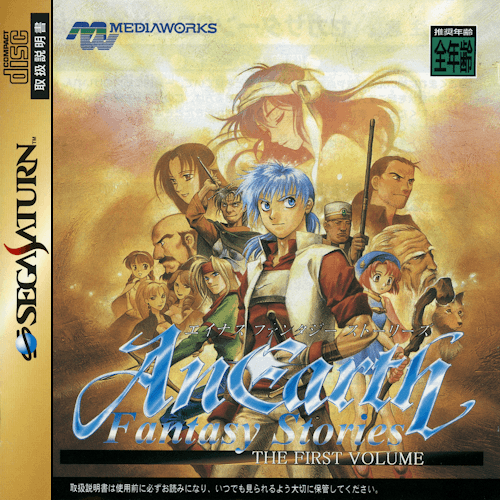 COMPACT
disc
取扱説明書
SEGA SATURN™
MW MEDIAWORKS
推奨年齢
全年齢
エイナス ファンタジー ストーリーズ
AnEarth
Fantasy Stories
THE FIRST VOLUME
取扱説明書は使用前に必ずお読みになり、いつでも見られるよう大切に保管してください。